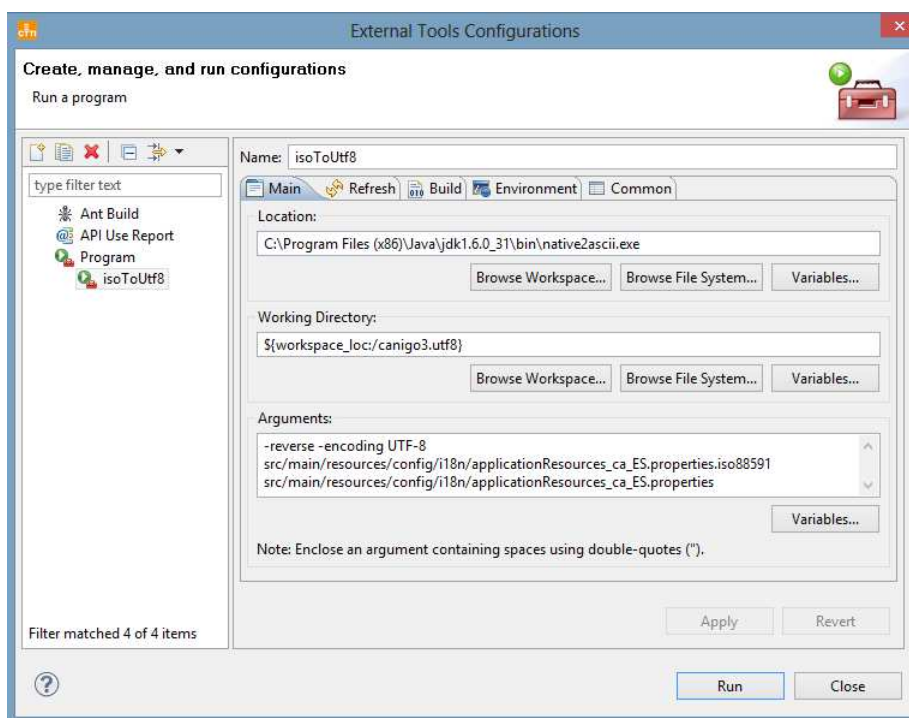 cfn
External Tools Configurations
Create, manage, and run configurations
Run a program
type filter text
Ant Build
API Use Report
Program
isoToUtf8
Filter matched 4 of 4 items
Name: isoToUtf8
Main Refresh Build Environment Common
Location:
C:\Program Files (x86)\Java\jdk1.6.0_31\bin\native2ascii.exe
Browse Workspace... Browse File System... Variables...
Working Directory:
${workspace_loc:/canigo3.utf8}
Browse Workspace... Browse File System... Variables...
Arguments:
-reverse -encoding UTF-8
src/main/resources/config/i18n/applicationResources_ca_ES.properties.iso88591
src/main/resources/config/i18n/applicationResources_ca_ES.properties
Variables...
Note: Enclose an argument containing spaces using double-quotes (").
Apply Revert
Run Close